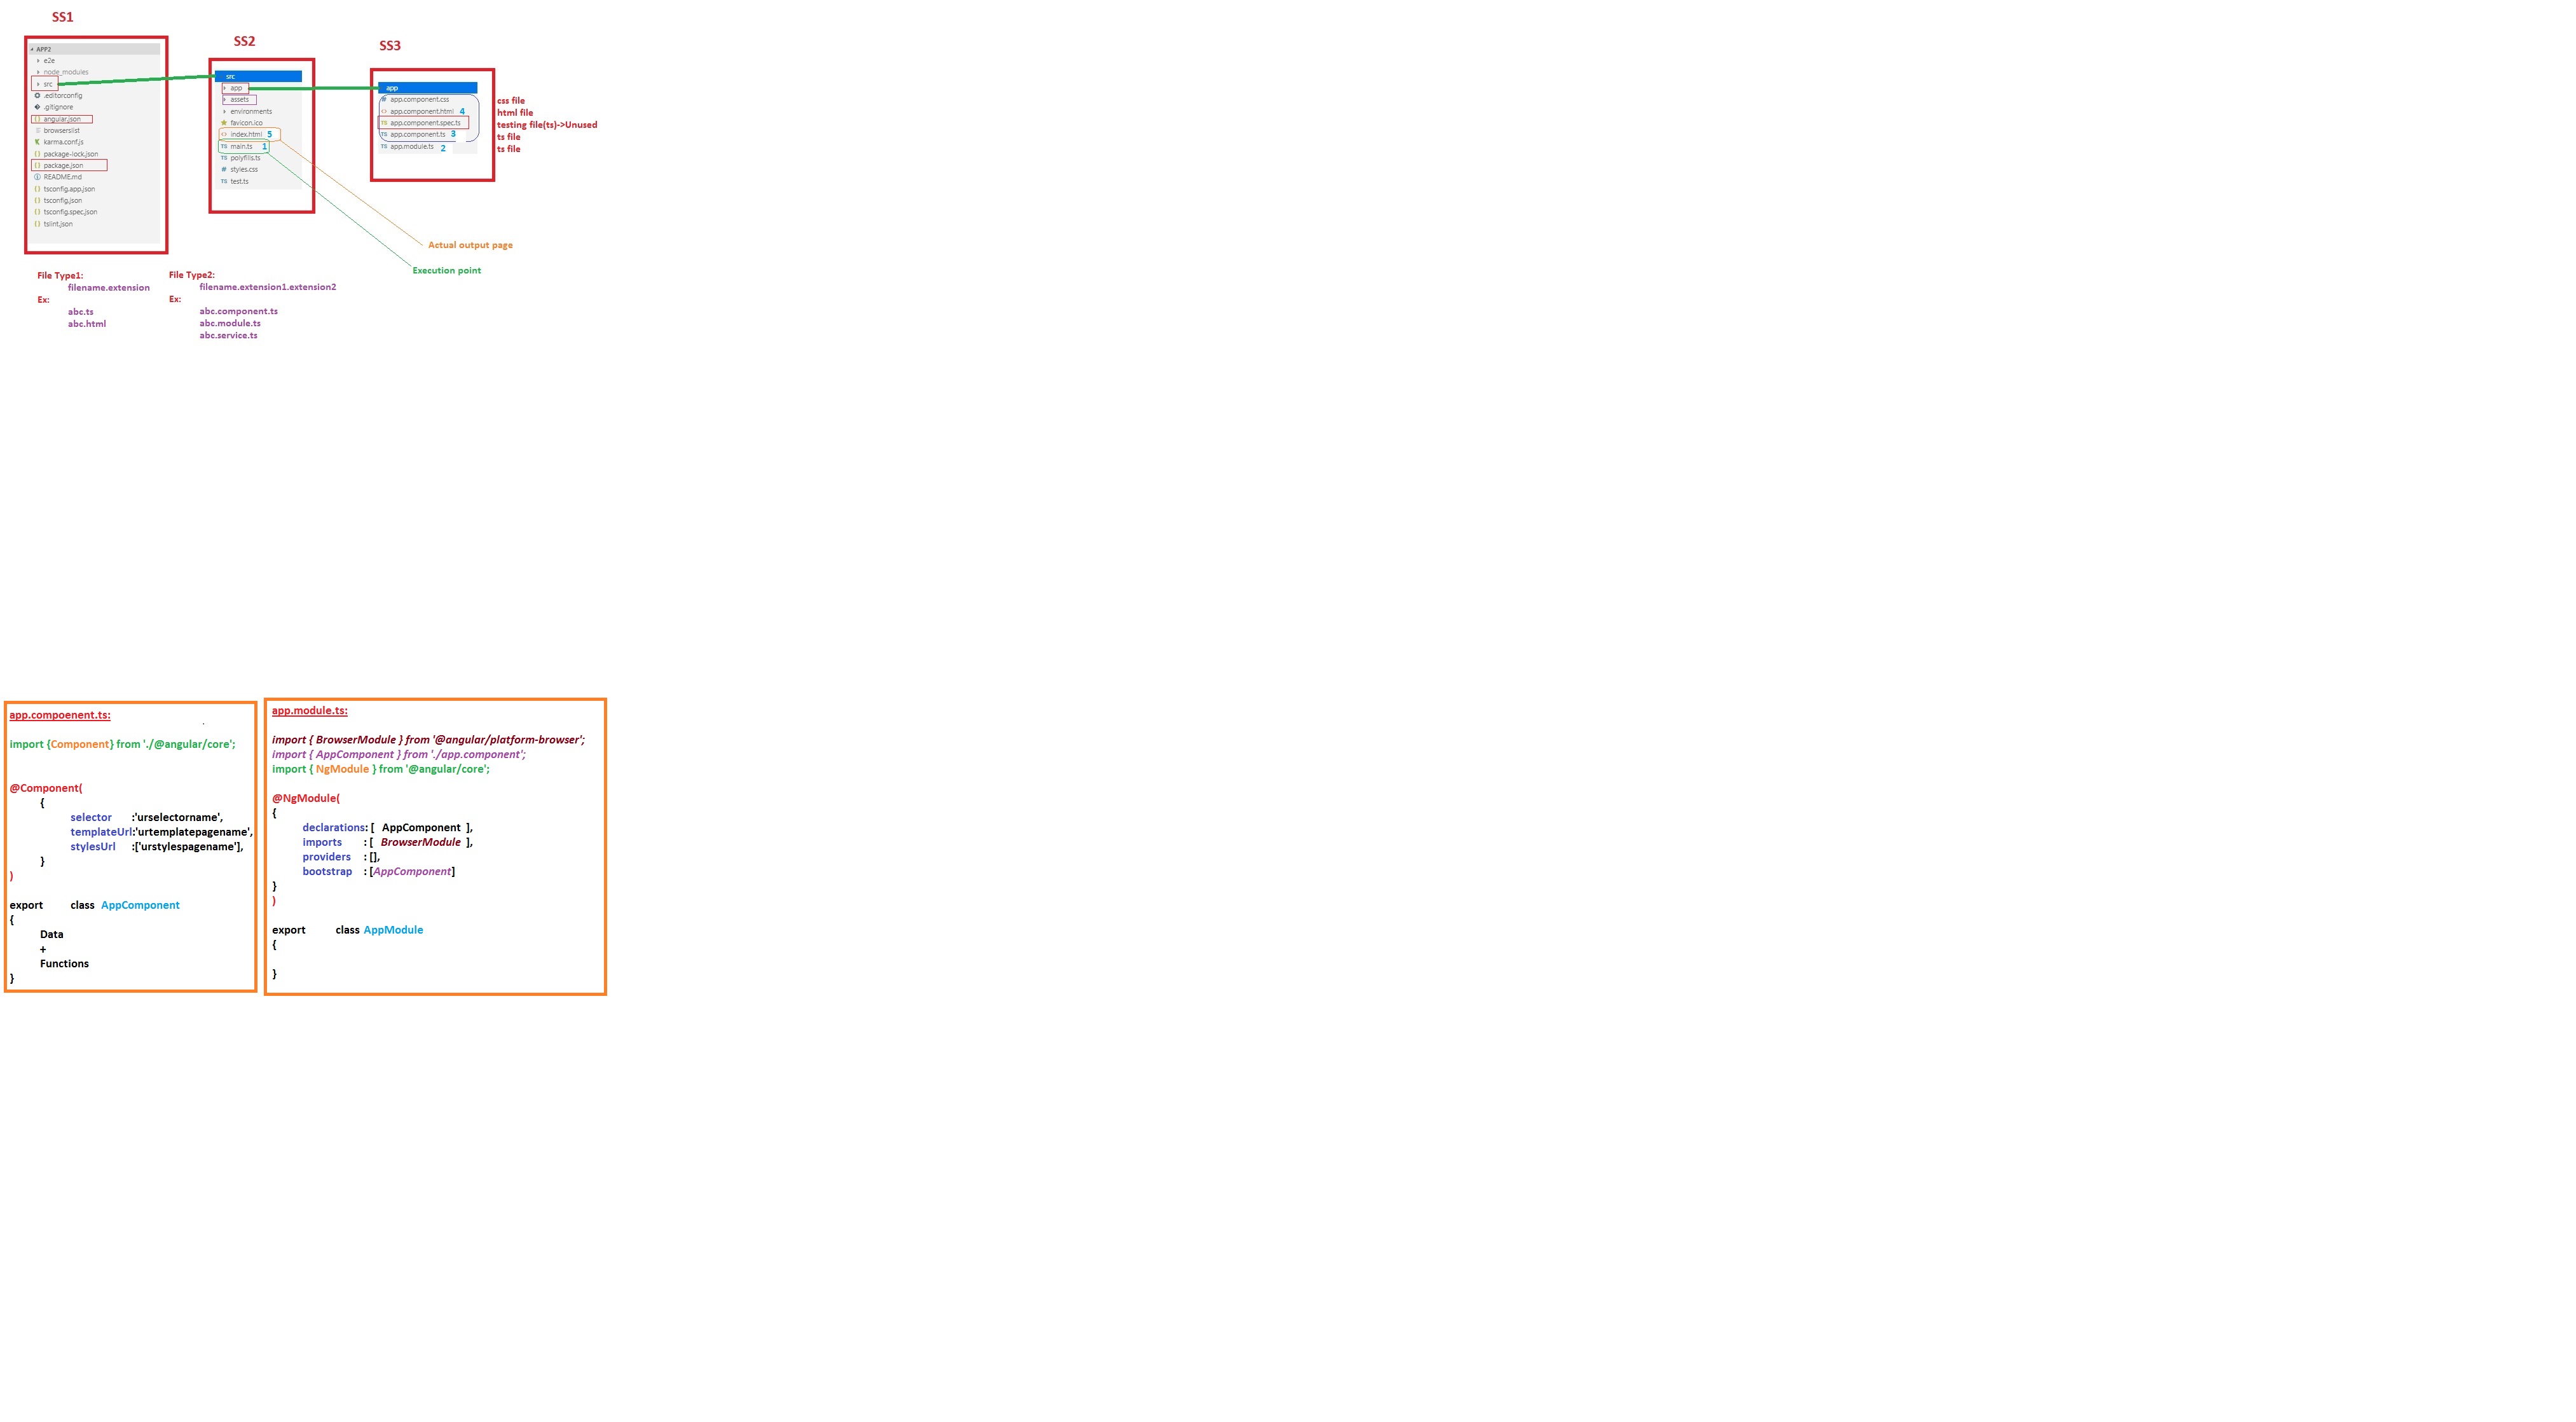 SS1
APP2
e2e
node_modules
src
.editorconfig
.gitignore
angular.json
browserslist
karma.conf.js
package-lock.json
package.json
README.md
tsconfig.app.json
tsconfig.json
tsconfig.spec.json
tslint.json
SS2
src
app
assets
environments
favicon.ico
index.html 5
main.ts 1
polyfills.ts
styles.css
test.ts
SS3
app
app.component.css
app.component.html 4
app.component.spec.ts
app.component.ts 3
app.module.ts 2
css file
html file
testing file(ts)->Unused
ts file
ts file
Actual output page
Execution point
File Type1:
filename.extension
Ex:
abc.ts
abc.html
File Type2:
filename.extension1.extension2
Ex:
abc.component.ts
abc.module.ts
abc.service.ts
app.compoenent.ts:
import {Component} from './@angular/core';
@Component(
{
selector :'urselectorname',
templateUrl:'urtemplatepagename',
stylesUrl :['urstylespagename'],
}
)
export class AppComponent
{
Data
+
Functions
}
app.module.ts:
import { BrowserModule } from '@angular/platform-browser';
import { AppComponent } from './app.component';
import { NgModule } from '@angular/core';
@NgModule(
{
declarations: [ AppComponent ],
imports : [ BrowserModule ],
providers : [],
bootstrap : [AppComponent]
}
)
export class AppModule
{
}